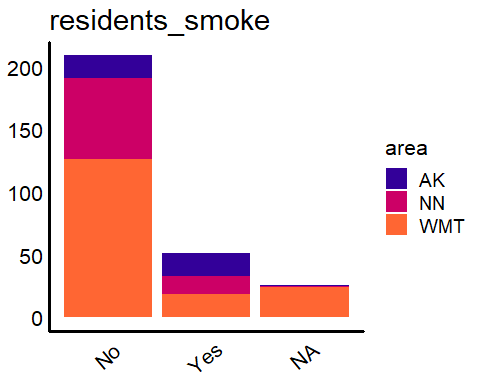 residents_smoke
200
150
100
50
0
No
Yes
NA
area
AK
NN
WMT